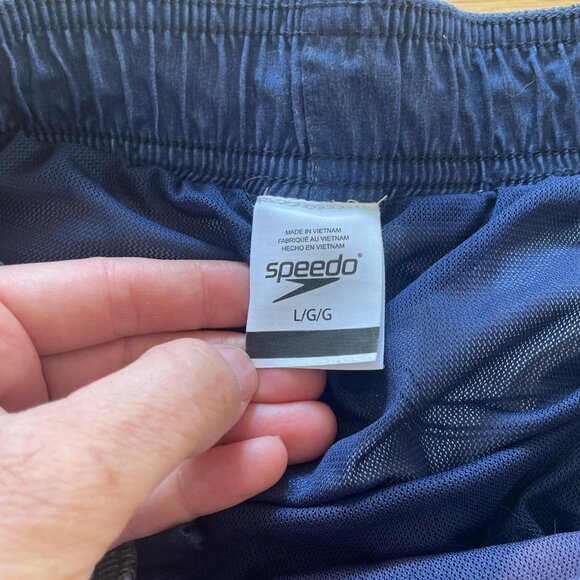 MADE IN VIETNAM
FABRIQUÉ AU VIETNAM
HECHO EN VIETNAM
speedo®
L/G/G